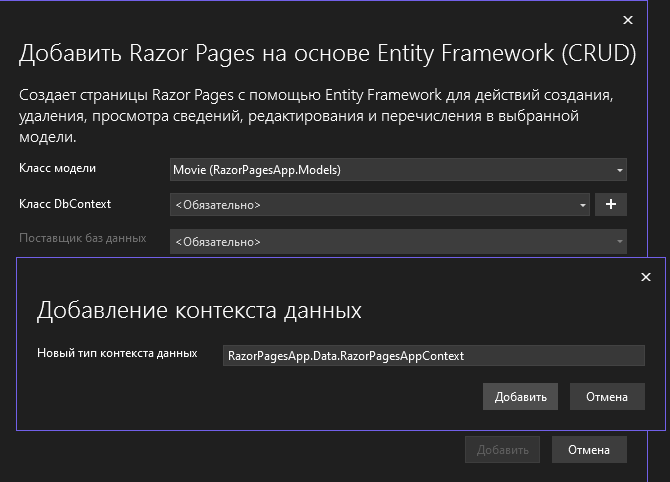 Добавить Razor Pages на основе Entity Framework (CRUD)
Создает страницы Razor Pages с помощью Entity Framework для действий создания,
удаления, просмотра сведений, редактирования и перечисления в выбранной
модели.
Класс модели Movie (RazorPagesApp.Models)
Класс DbContext <Обязательно> +
Поставщик баз данных <Обязательно>
Добавление контекста данных
Новый тип контекста данных RazorPagesApp.Data.RazorPagesAppContext
Добавить Отмена
Добавить Отмена